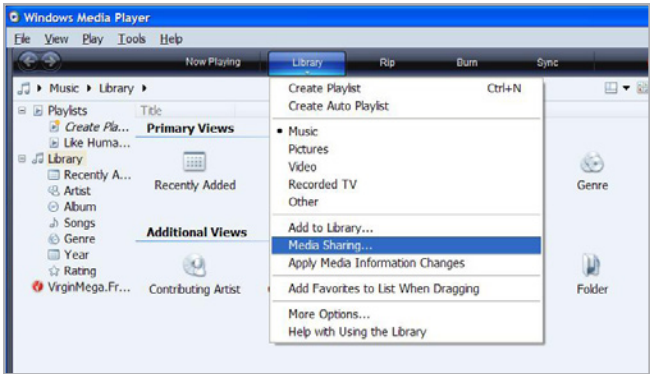 Windows Media Player
File View Play Tools Help
Now Playing Library Rip Burn Sync
Music Library
Playlists
Create Pla...
Like Huma...
Library
Recently A...
Artist
Album
Songs
Genre
Year
Rating
VirginMega.Fr...
Title
Primary Views
Recently Added
Genre
Additional Views
Contributing Artist
Folder
Create Playlist Ctrl+N
Create Auto Playlist
Music
Pictures
Video
Recorded TV
Other
Add to Library...
Media Sharing...
Apply Media Information Changes
Add Favorites to List When Dragging
More Options...
Help with Using the Library